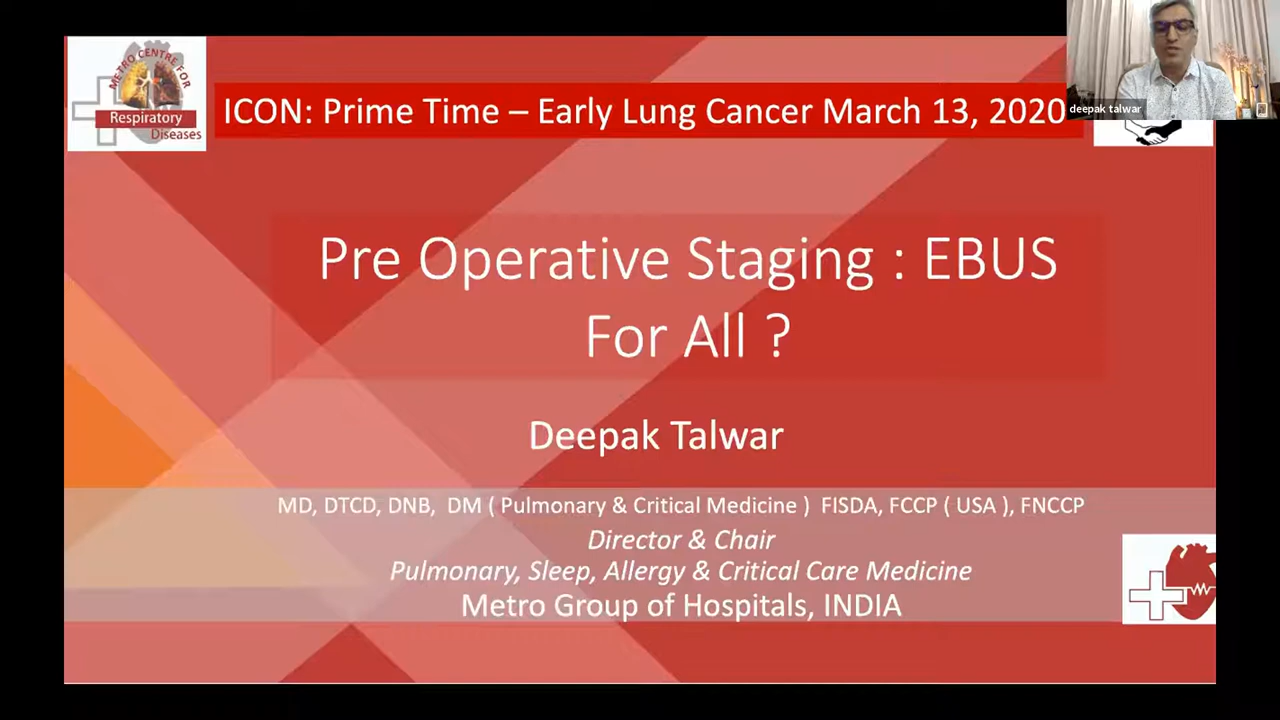 METRO CENTRE FOR
Respiratory
Diseases
ICON: Prime Time – Early Lung Cancer March 13, 2020
deepak talwar
Pre Operative Staging : EBUS
For All ?
Deepak Talwar
MD, DTCD, DNB, DM ( Pulmonary & Critical Medicine ) FISDA, FCCP ( USA ), FNCCP
Director & Chair
Pulmonary, Sleep, Allergy & Critical Care Medicine
Metro Group of Hospitals, INDIA